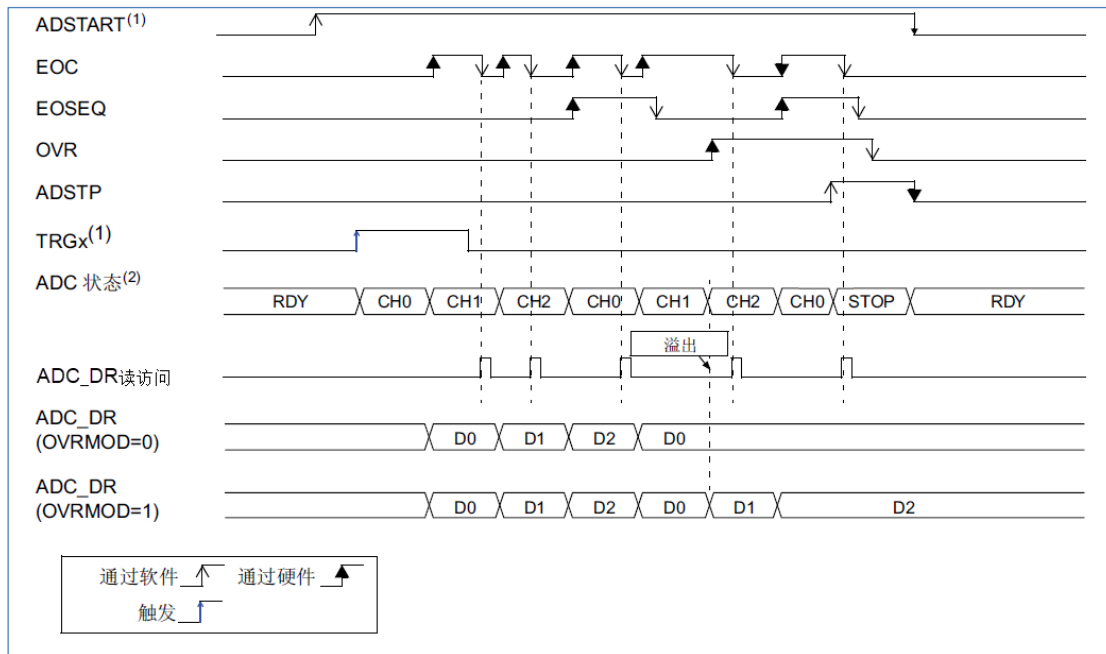 ADSTART(1)
EOC
EOSEQ
OVR
ADSTP
TRGx(1)
ADC 状态(2)
RDY CH0 CH1 CH2 CH0 CH1 CH2 CH0 STOP RDY
溢出
ADC_DR读访问
ADC_DR
(OVRMOD=0)
D0 D1 D2 D0
ADC_DR
(OVRMOD=1)
D0 D1 D2 D0 D1 D2
通过软件 通过硬件
触发